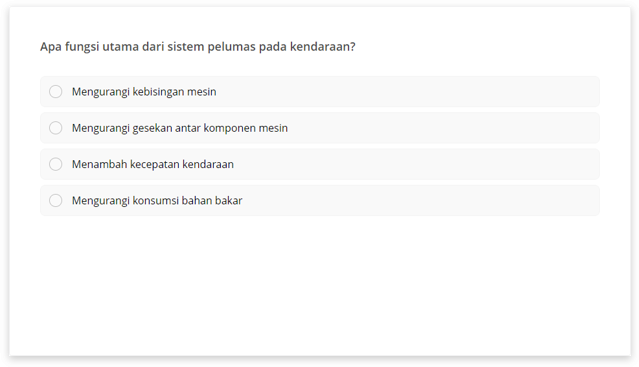 Apa fungsi utama dari sistem pelumas pada kendaraan?
Mengurangi kebisingan mesin
Mengurangi gesekan antar komponen mesin
Menambah kecepatan kendaraan
Mengurangi konsumsi bahan bakar